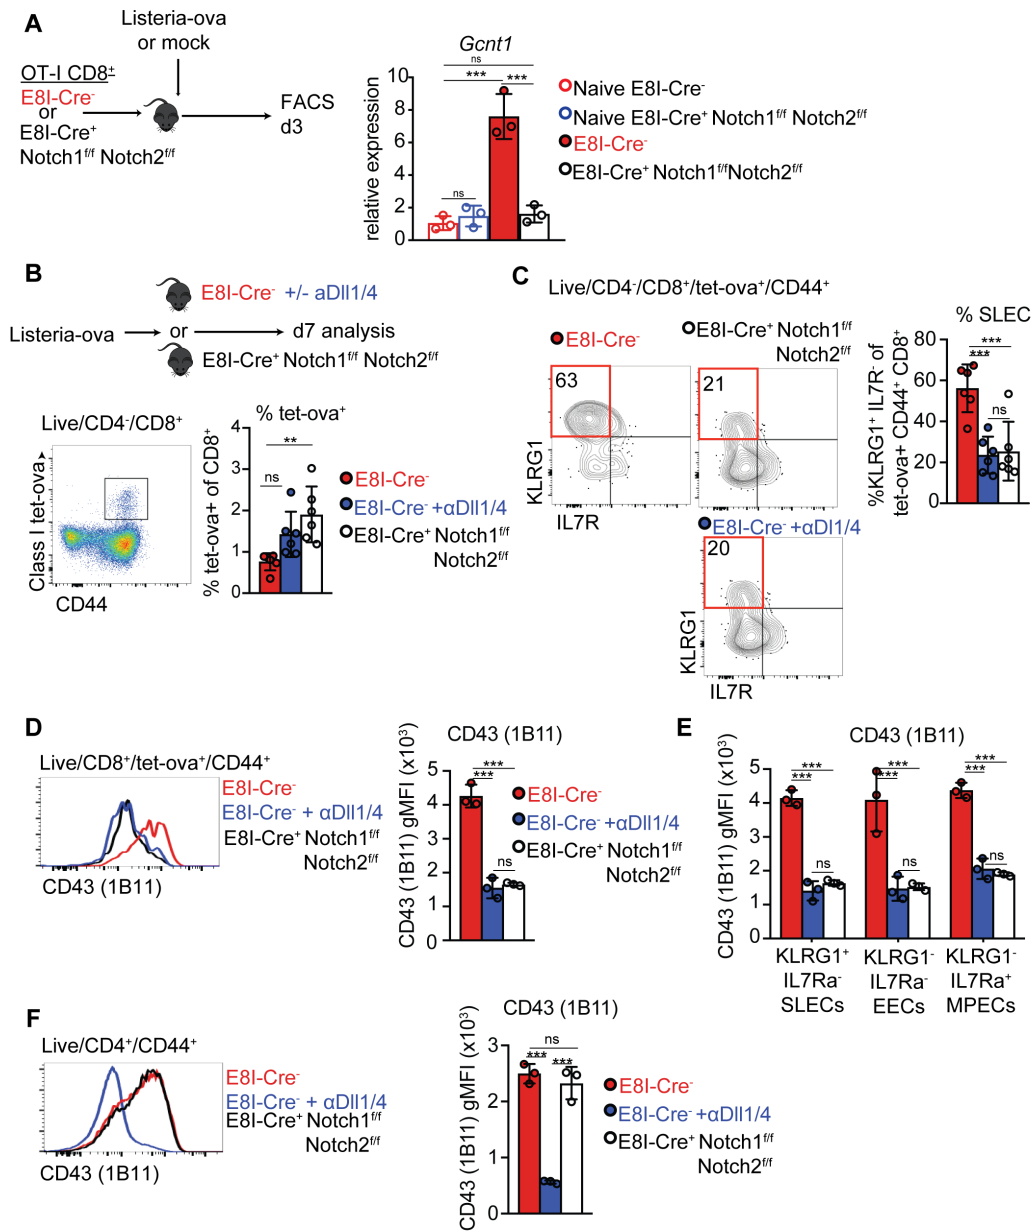 A
Listeria-ova
or mock
OT-I CD8⁺
E8I-Cre⁻
or
E8I-Cre⁺
Notch1ᶠ/ᶠ Notch2ᶠ/ᶠ
FACS
d3
Gcnt1
relative expression
10
8
6
4
2
0
ns
***
***
ns
Naive E8I-Cre⁻
Naive E8I-Cre⁺ Notch1ᶠ/ᶠ Notch2ᶠ/ᶠ
E8I-Cre⁻
E8I-Cre⁺ Notch1ᶠ/ᶠNotch2ᶠ/ᶠ
B
E8I-Cre⁻ +/- aDll1/4
Listeria-ova
or
d7 analysis
E8I-Cre⁺ Notch1ᶠ/ᶠ Notch2ᶠ/ᶠ
Live/CD4⁻/CD8⁺
Class I tet-ova
CD44
% tet-ova⁺
% tet-ova+ of CD8⁺
4
3
2
1
0
**
ns
E8I-Cre⁻
E8I-Cre⁻ +αDll1/4
E8I-Cre⁺ Notch1ᶠ/ᶠ
Notch2ᶠ/ᶠ
C
Live/CD4⁻/CD8⁺/tet-ova⁺/CD44⁺
E8I-Cre⁻
E8I-Cre⁺ Notch1ᶠ/ᶠ
Notch2ᶠ/ᶠ
63
21
KLRG1
IL7R
E8I-Cre⁻ +αDl1/4
20
KLRG1
IL7R
% SLEC
%KLRG1⁺ IL7R⁻ of
tet-ova+ CD44⁺ CD8⁺
80
60
40
20
0
***
***
ns
D
Live/CD8⁺/tet-ova⁺/CD44⁺
E8I-Cre⁻
E8I-Cre⁻ + αDll1/4
E8I-Cre⁺ Notch1ᶠ/ᶠ
Notch2ᶠ/ᶠ
CD43 (1B11)
CD43 (1B11)
CD43 (1B11) gMFI (x10³)
5
4
3
2
1
0
***
***
ns
E8I-Cre⁻
E8I-Cre⁻ +αDll1/4
E8I-Cre⁺ Notch1ᶠ/ᶠ
Notch2ᶠ/ᶠ
E
CD43 (1B11)
CD43 (1B11) gMFI (x10³)
5
4
3
2
1
0
***
***
ns
***
***
ns
***
***
ns
KLRG1⁺ KLRG1⁻ KLRG1⁻
IL7Ra⁻ IL7Ra⁻ IL7Ra⁺
SLECs EECs MPECs
F
Live/CD4⁺/CD44⁺
E8I-Cre⁻
E8I-Cre⁻ + αDll1/4
E8I-Cre⁺ Notch1ᶠ/ᶠ
Notch2ᶠ/ᶠ
CD43 (1B11)
CD43 (1B11)
CD43 (1B11) gMFI (x10³)
3
2
1
0
ns
***
***
E8I-Cre⁻
E8I-Cre⁻ +αDll1/4
E8I-Cre⁺ Notch1ᶠ/ᶠ
Notch2ᶠ/ᶠ